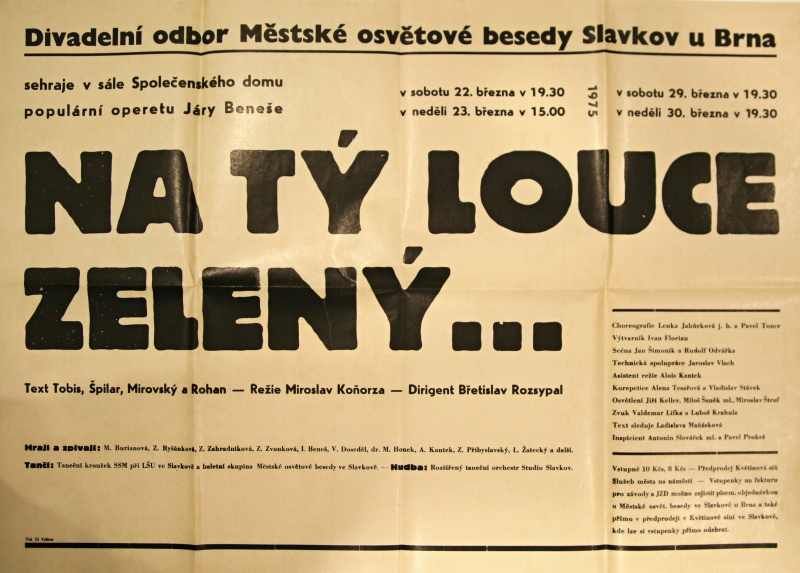 Divadelní odbor Městské osvětové besedy Slavkov u Brna
sehraje v sále Společenského domu
populární operetu Járy Beneše
v sobotu 22. března v 19.30
v neděli 23. března v 15.00
1975
v sobotu 29. března v 19.30
v neděli 30. března v 19.30
NA TÝ LOUCE
ZELENÝ...
Text Tobis, Špilar, Mirovský a Rohan — Režie Miroslav Koňorza — Dirigent Břetislav Rozsypal
Hrají a zpívají: M. Burianová, Z. Ryšánková, Z. Zahradníková, Z. Zvonková, I. Beneš, V. Dosrděl, dr. M. Honek, A. Kantek, Z. Přibyslavský, L. Žatecký a další.
Tančí: Taneční kroužek SSM při LŠU ve Slavkově a baletní skupina Městské osvětové besedy ve Slavkově. — Hudba: Rozšířený taneční orchestr Studio Slavkov.
Choreografie Lenka Jabůrková j. h. a Pavel Toncr
Výtvarník Ivan Florian
Scéna Jan Šimoník a Rudolf Odvářka
Technická spolupráce Jaroslav Vlach
Asistent režie Alois Kantek
Korepetice Alena Tesařová a Vladislav Stávek
Osvětlení Jiří Keller, Miloš Šaněk ml., Miroslav Štrof
Zvuk Valdemar Lifka a Luboš Krahula
Text sleduje Ladislava Maňásková
Inspicient Antonín Slováček ml. a Pavel Prokeš
Vstupné 10 Kčs, 8 Kčs — Předprodej Květinová síň
Služeb města na náměstí — Vstupenky na fakturu
pro závody a JZD možno zajistit písem. objednávkou
u Městské osvět. besedy ve Slavkově u Brna a také
přímo v předprodeji v Květinové síni ve Slavkově,
kde lze si vstupenky přímo odebrat.